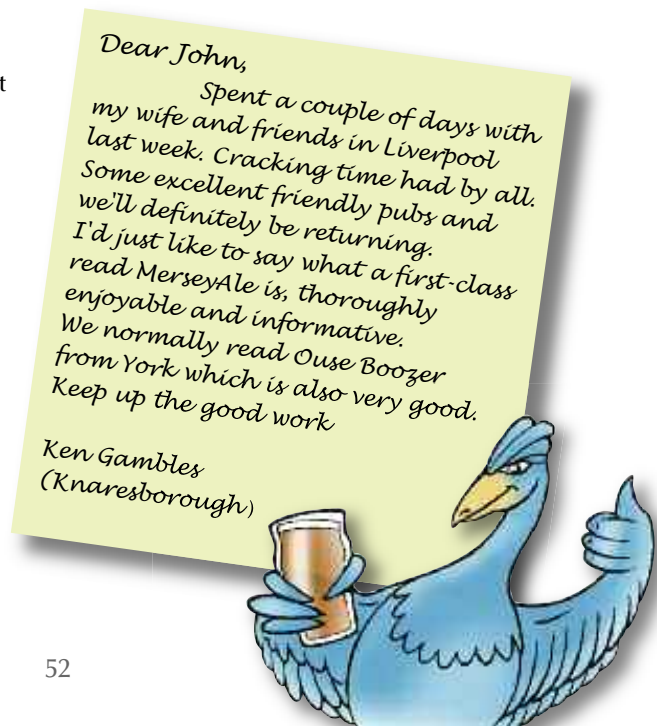 t
Dear John,
Spent a couple of days with
my wife and friends in Liverpool
last week. Cracking time had by all.
Some excellent friendly pubs and
we'll definitely be returning.
I'd just like to say what a first-class
read MerseyAle is, thoroughly
enjoyable and informative.
We normally read Ouse Boozer
from York which is also very good.
Keep up the good work
Ken Gambles
(Knaresborough)
52